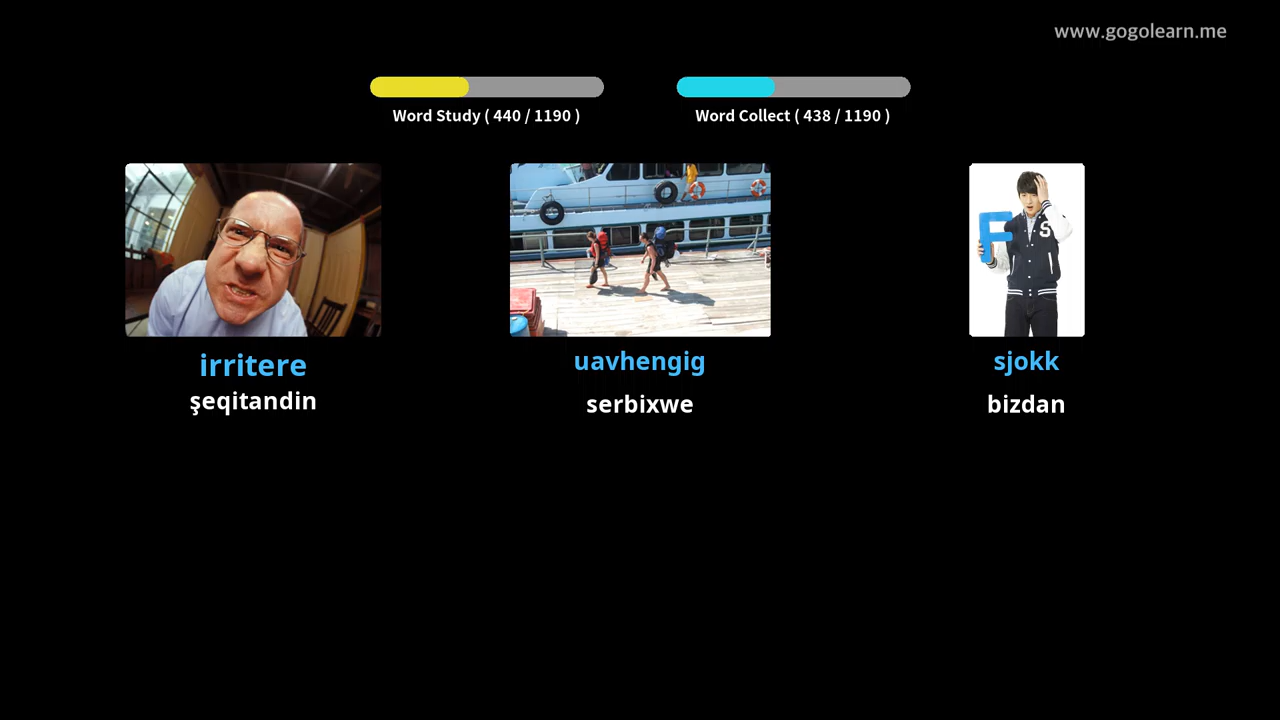 www.gogolearn.me
Word Study ( 440 / 1190 )
Word Collect ( 438 / 1190 )
irritere
şeqitandin
uavhengig
serbixwe
F
S
sjokk
bizdan